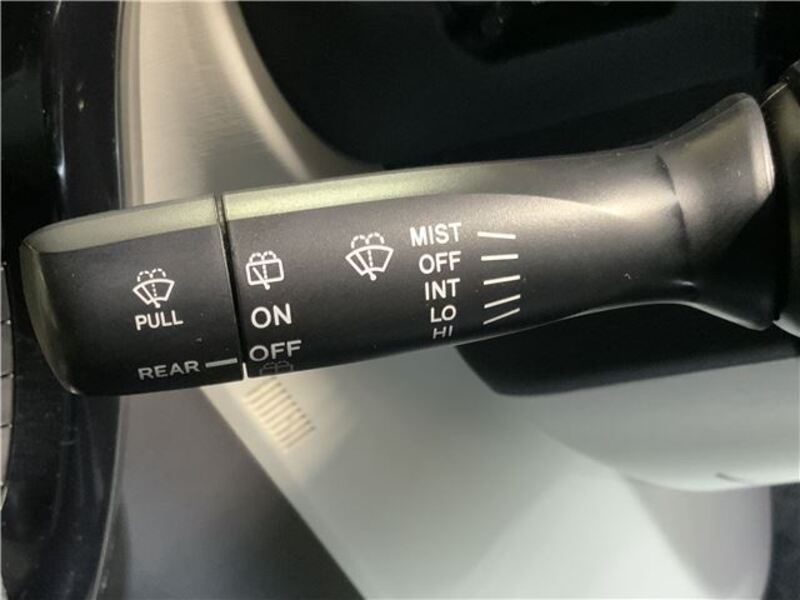 MIST
OFF
INT
LO
HI
ON
OFF
PULL
REAR